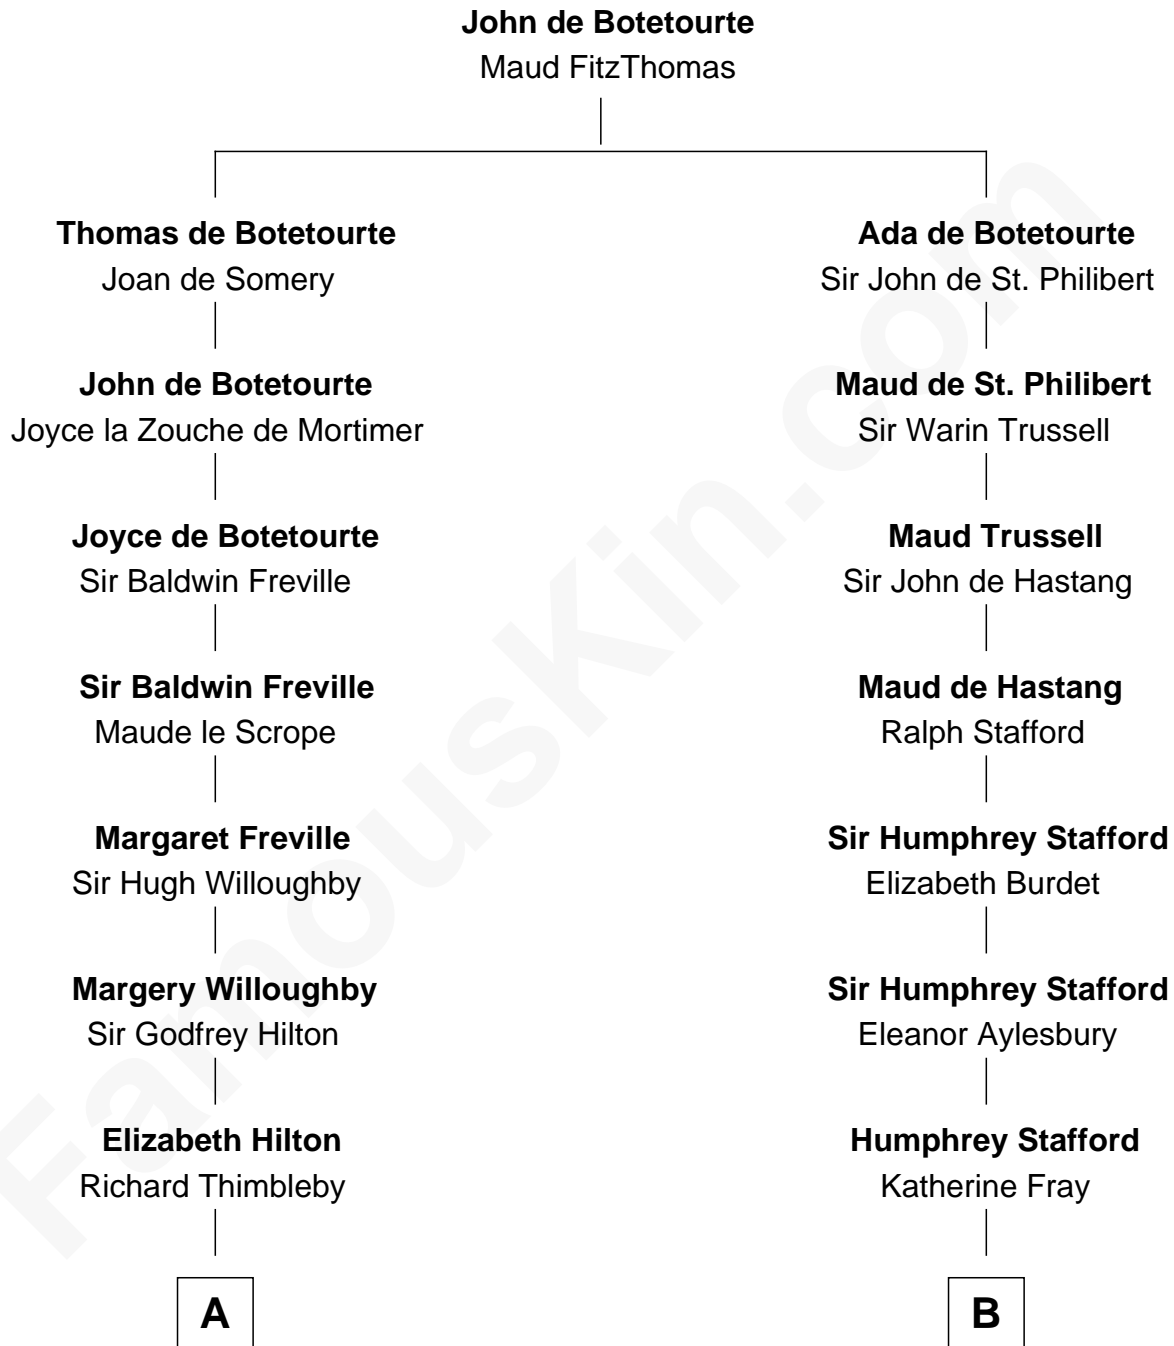 John de Botetourte
Maud FitzThomas
Thomas de Botetourte
Joan de Somery
Ada de Botetourte
Sir John de St. Philibert
John de Botetourte
Joyce la Zouche de Mortimer
Maud de St. Philibert
Sir Warin Trussell
Joyce de Botetourte
Sir Baldwin Freville
Maud Trussell
Sir John de Hastang
Sir Baldwin Freville
Maude le Scrope
Maud de Hastang
Ralph Stafford
Margaret Freville
Sir Hugh Willoughby
Sir Humphrey Stafford
Elizabeth Burdet
Margery Willoughby
Sir Godfrey Hilton
Sir Humphrey Stafford
Eleanor Aylesbury
Elizabeth Hilton
Richard Thimbleby
Humphrey Stafford
Katherine Fray
A
B
FamousKin.com